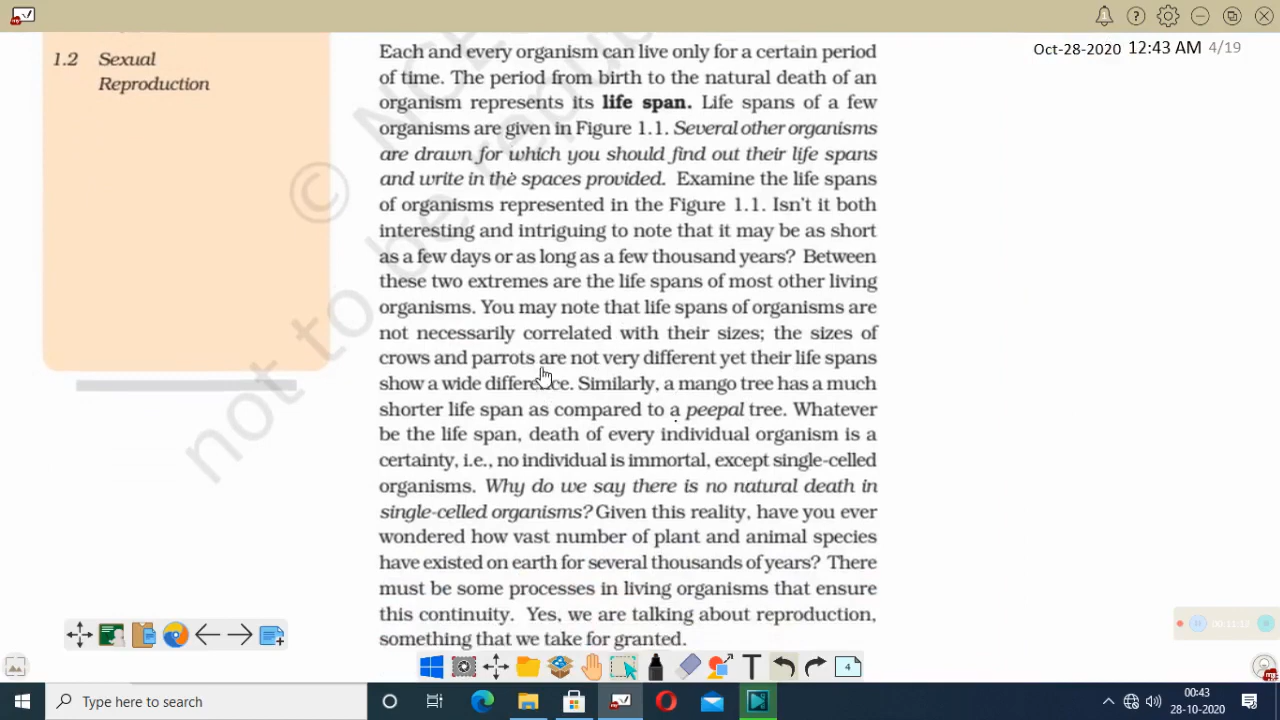 Oct-28-2020 12:43 AM 4/19
1.2 Sexual
Reproduction
Each and every organism can live only for a certain period
of time. The period from birth to the natural death of an
organism represents its life span. Life spans of a few
organisms are given in Figure 1.1. Several other organisms
are drawn for which you should find out their life spans
and write in the spaces provided. Examine the life spans
of organisms represented in the Figure 1.1. Isn't it both
interesting and intriguing to note that it may be as short
as a few days or as long as a few thousand years? Between
these two extremes are the life spans of most other living
organisms. You may note that life spans of organisms are
not necessarily correlated with their sizes; the sizes of
crows and parrots are not very different yet their life spans
show a wide difference. Similarly, a mango tree has a much
shorter life span as compared to a peepal tree. Whatever
be the life span, death of every individual organism is a
certainty, i.e., no individual is immortal, except single-celled
organisms. Why do we say there is no natural death in
single-celled organisms? Given this reality, have you ever
wondered how vast number of plant and animal species
have existed on earth for several thousands of years? There
must be some processes in living organisms that ensure
this continuity. Yes, we are talking about reproduction,
something that we take for granted.
© NC
not to be repu
T
4
Type here to search
00:43
28-10-2020